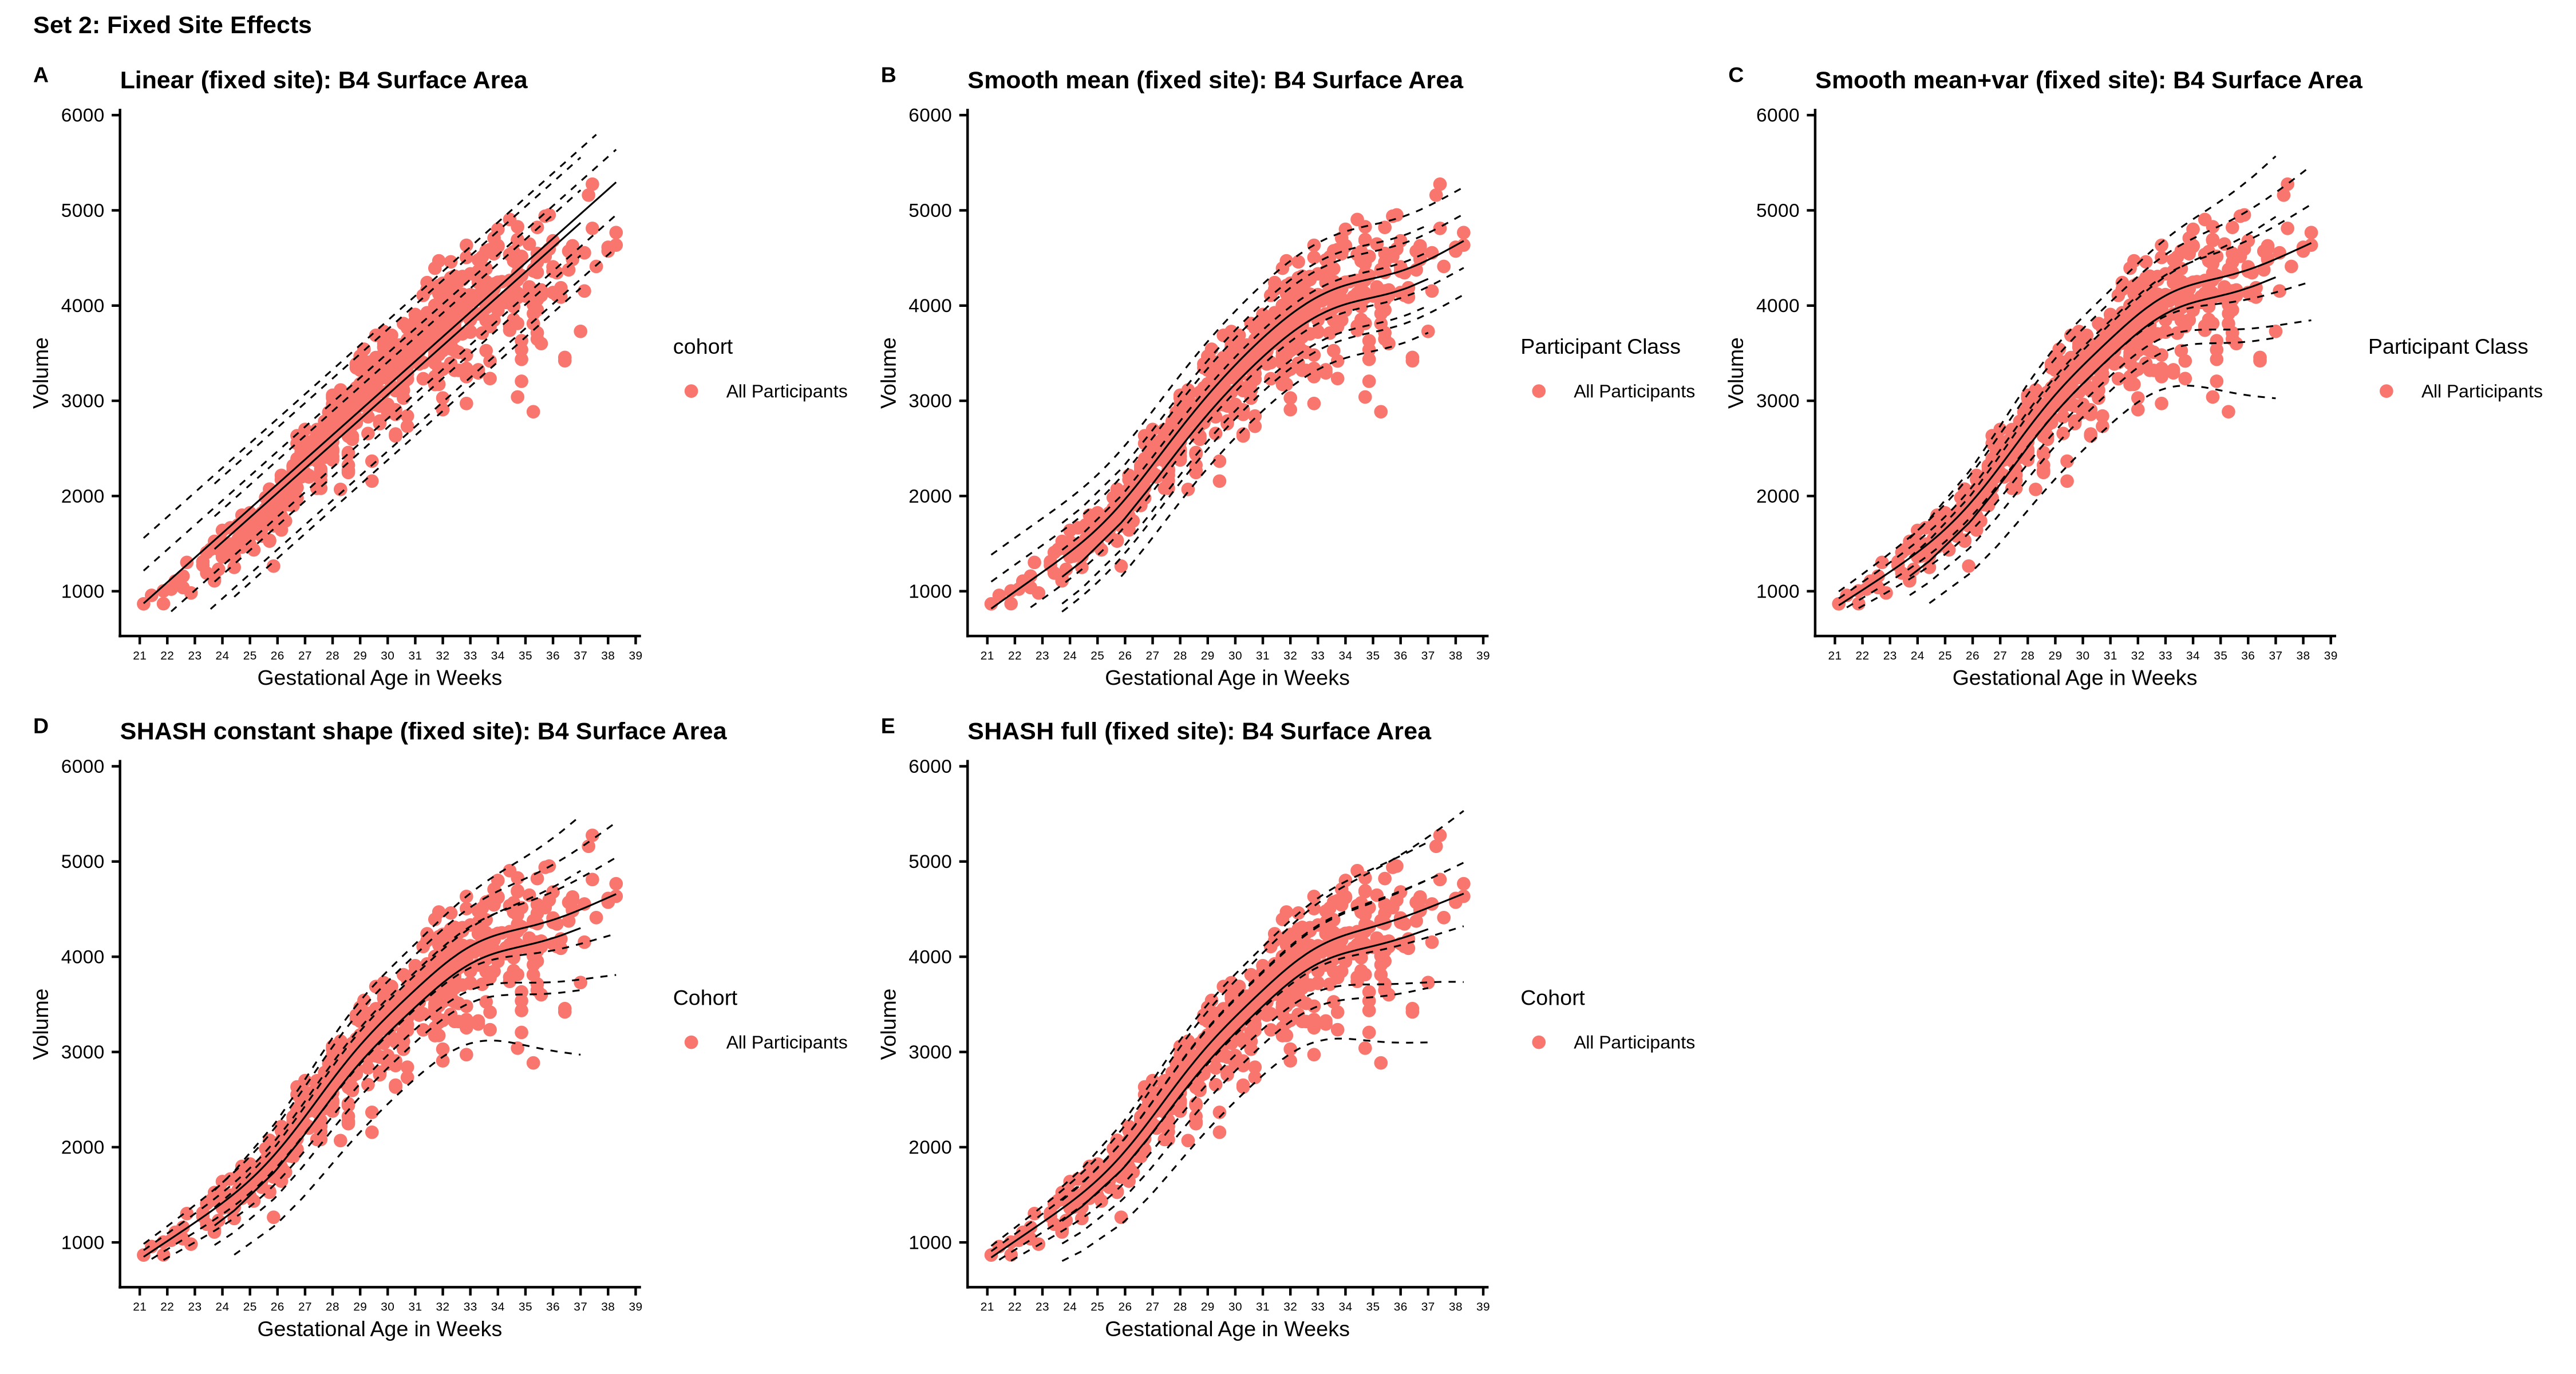 Set 2: Fixed Site Effects
A
Linear (fixed site): B4 Surface Area
6000
5000
4000
3000
2000
1000
Volume
21 22 23 24 25 26 27 28 29 30 31 32 33 34 35 36 37 38 39
Gestational Age in Weeks
cohort
All Participants
B
Smooth mean (fixed site): B4 Surface Area
6000
5000
4000
3000
2000
1000
Volume
21 22 23 24 25 26 27 28 29 30 31 32 33 34 35 36 37 38 39
Gestational Age in Weeks
Participant Class
All Participants
C
Smooth mean+var (fixed site): B4 Surface Area
6000
5000
4000
3000
2000
1000
Volume
21 22 23 24 25 26 27 28 29 30 31 32 33 34 35 36 37 38 39
Gestational Age in Weeks
Participant Class
All Participants
D
SHASH constant shape (fixed site): B4 Surface Area
6000
5000
4000
3000
2000
1000
Volume
21 22 23 24 25 26 27 28 29 30 31 32 33 34 35 36 37 38 39
Gestational Age in Weeks
Cohort
All Participants
E
SHASH full (fixed site): B4 Surface Area
6000
5000
4000
3000
2000
1000
Volume
21 22 23 24 25 26 27 28 29 30 31 32 33 34 35 36 37 38 39
Gestational Age in Weeks
Cohort
All Participants